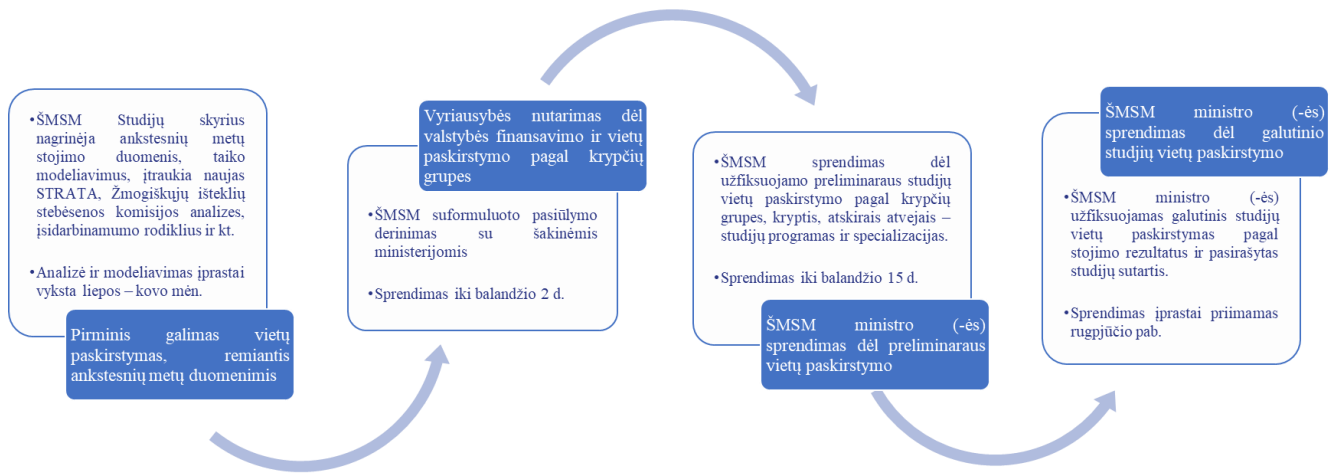 •ŠMSM Studijų skyrius
nagrinėja ankstesnių metų
stojimo duomenis, taiko
modeliavimus, įtraukia naujas
STRATA, Žmogiškųjų išteklių
stebėsenos komisijos analizes,
įsidarbinamumo rodiklius ir kt.
•Analizė ir modeliavimas įprastai
vyksta liepos – kovo mėn.
Pirminis galimas vietų
paskirstymas, remiantis
ankstesnių metų duomenimis
Vyriausybės nutarimas dėl
valstybės finansavimo ir vietų
paskirstymo pagal krypčių
grupes
•ŠMSM suformuluoto pasiūlymo
derinimas su šakinėmis
ministerijomis
•Sprendimas iki balandžio 2 d.
•ŠMSM sprendimas dėl
užfiksuojamo preliminaraus studijų
vietų paskirstymo pagal krypčių
grupes, kryptis, atskirais atvejais –
studijų programas ir specializacijas.
•Sprendimas iki balandžio 15 d.
ŠMSM ministro (-ės)
sprendimas dėl preliminaraus
vietų paskirstymo
ŠMSM ministro (-ės)
sprendimas dėl galutinio
studjių vietų paskirstymo
•ŠMSM ministro (-ės)
užfiksuojamas galutinis studijų
vietų paskirstymas pagal
stojimo rezultatus ir pasirašytas
studijų sutartis.
•Sprendimas įprastai priimamas
rugpjūčio pab.